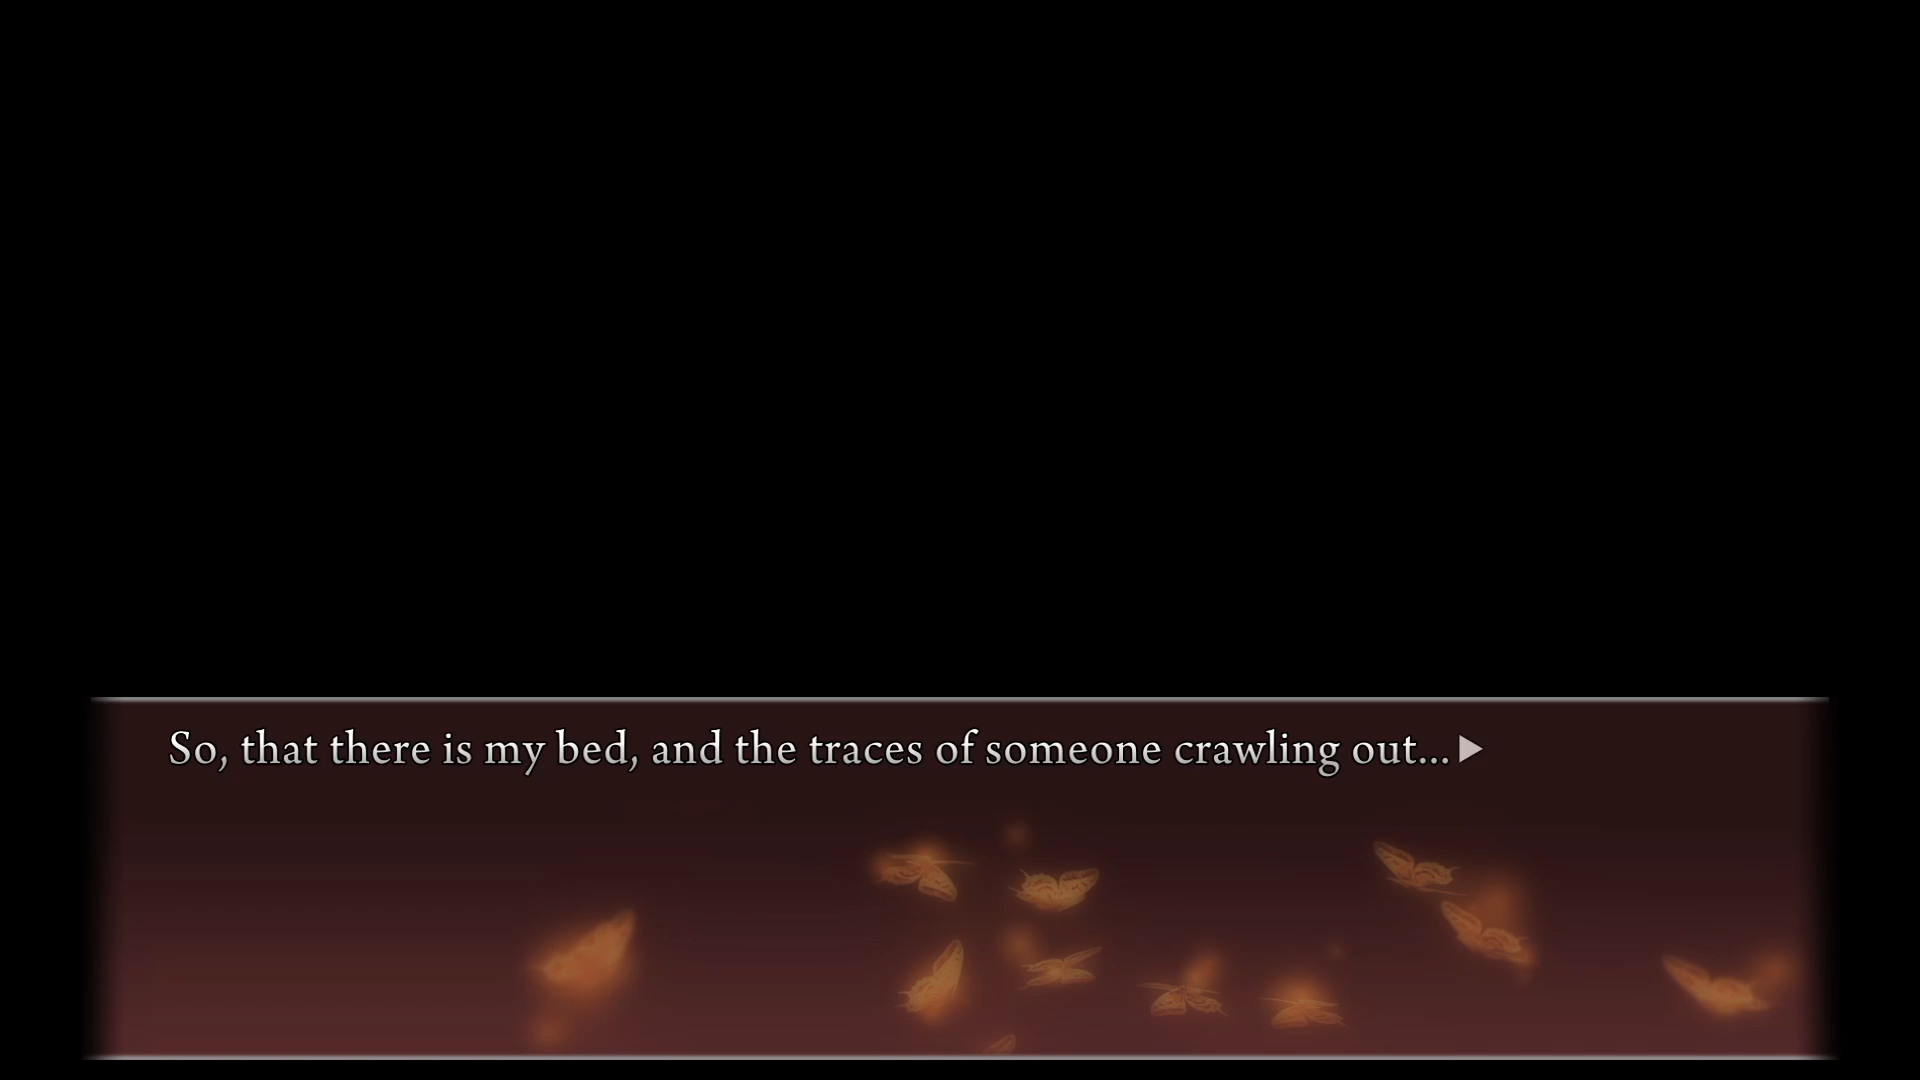 So, that there is my bed, and the traces of someone crawling out...